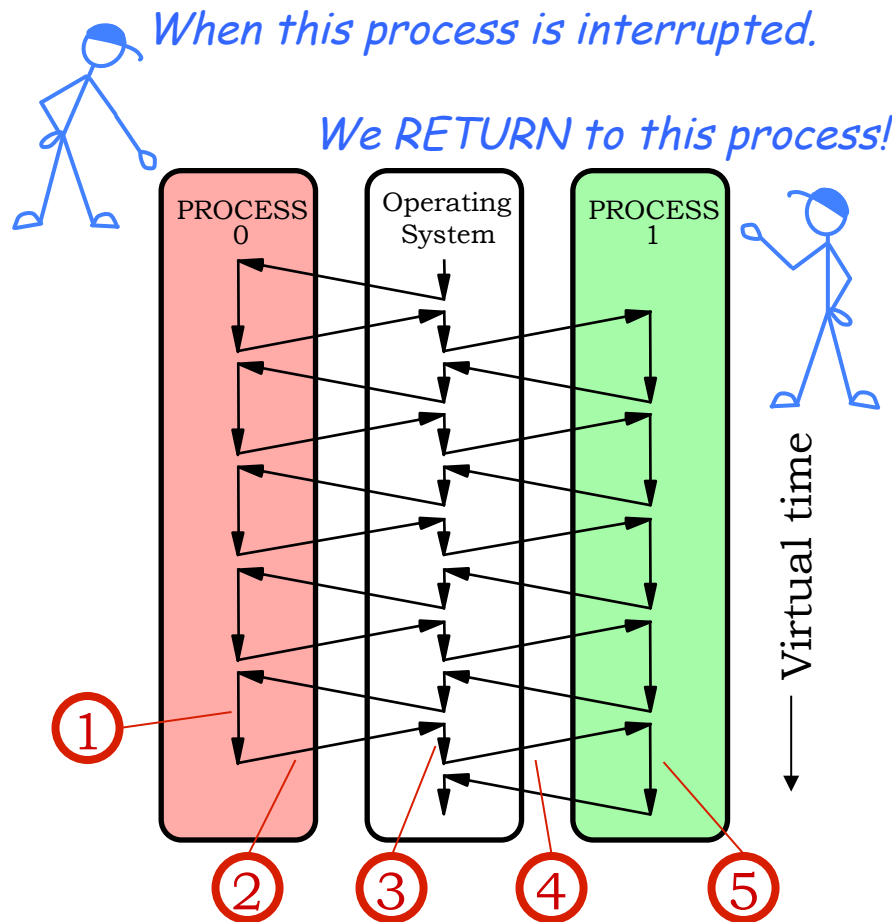 When this process is interrupted.
We RETURN to this process!
PROCESS
0
Operating
System
PROCESS
1
Virtual time
1
2
3
4
5